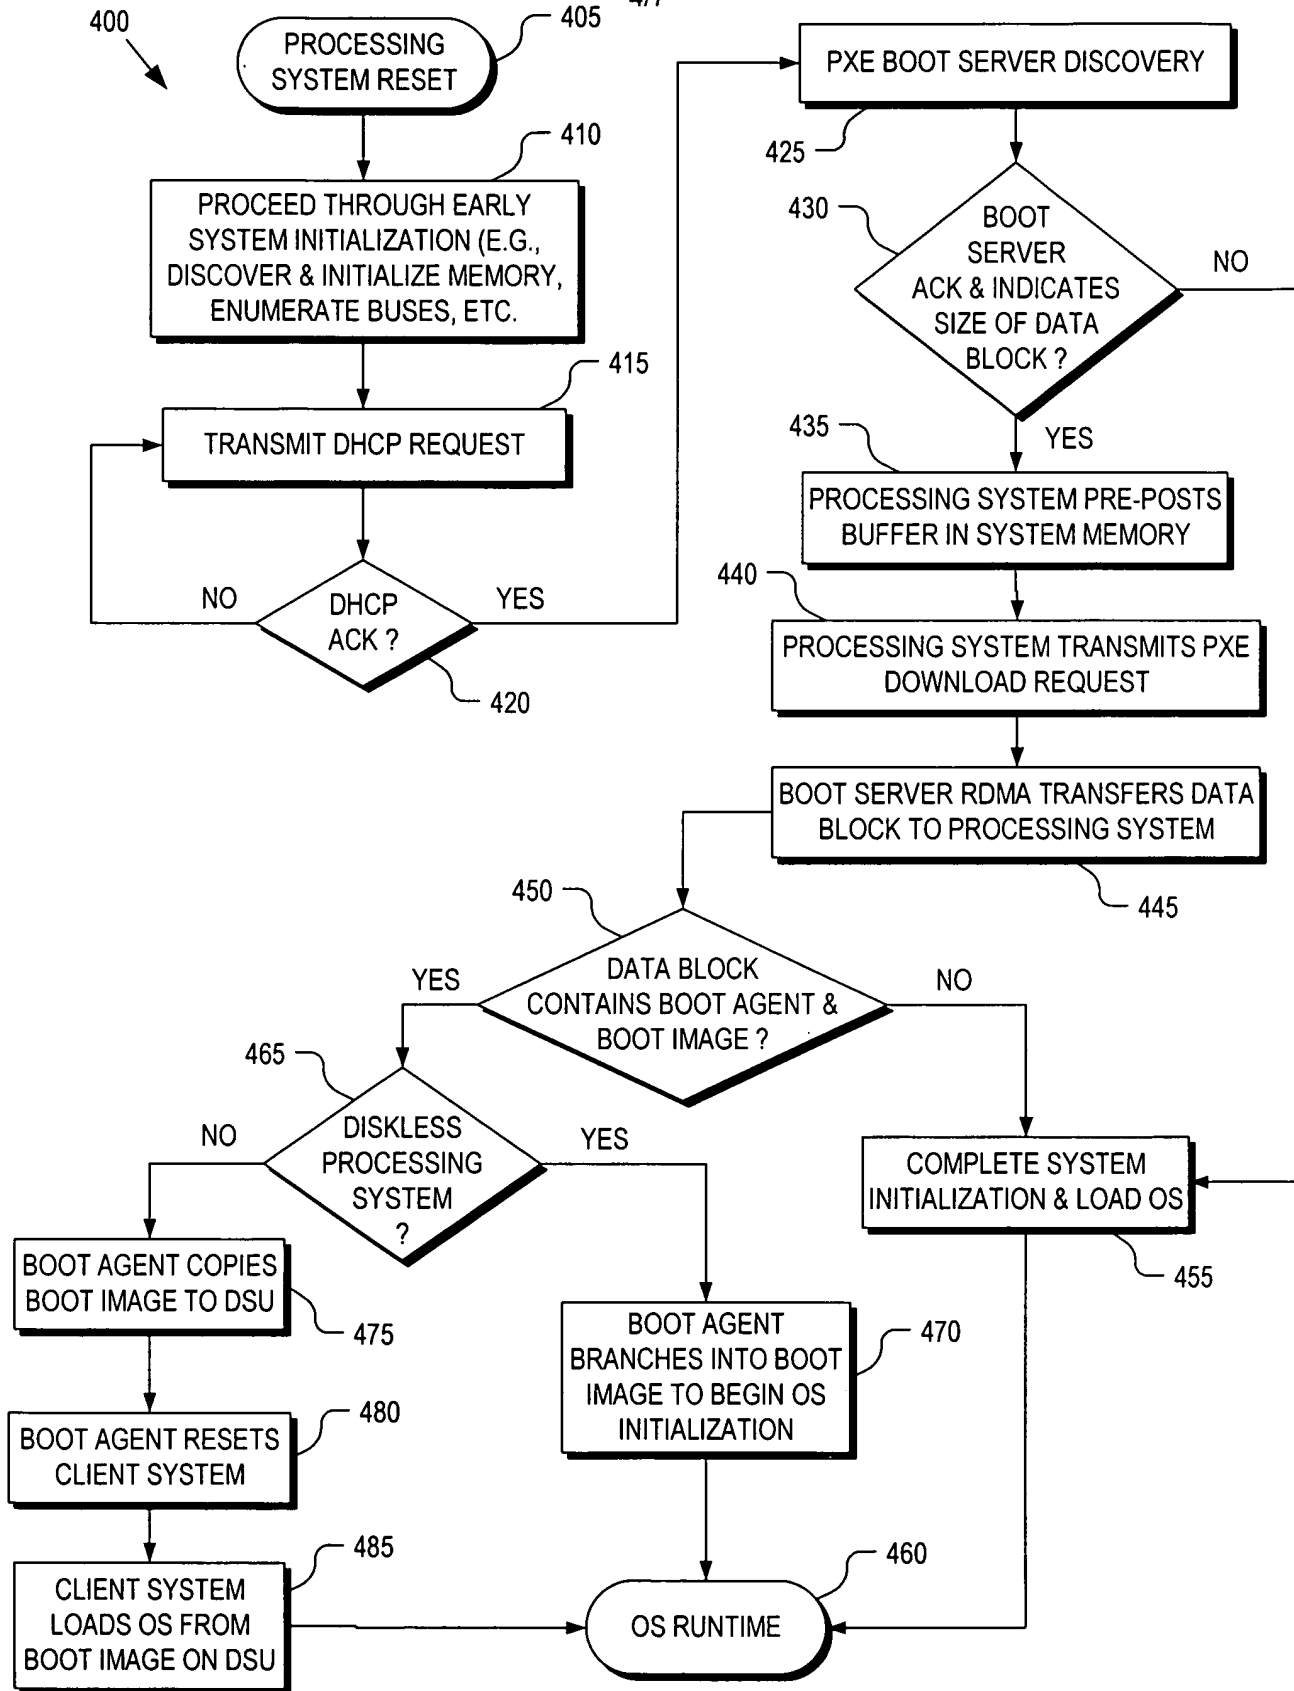 400
PROCESSING
SYSTEM RESET
405
PROCEED THROUGH EARLY
SYSTEM INITIALIZATION (E.G.,
DISCOVER & INITIALIZE MEMORY,
ENUMERATE BUSES, ETC.
410
TRANSMIT DHCP REQUEST
415
DHCP
ACK ?
NO
YES
420
PXE BOOT SERVER DISCOVERY
425
430
BOOT
SERVER
ACK & INDICATES
SIZE OF DATA
BLOCK ?
NO
YES
435
PROCESSING SYSTEM PRE-POSTS
BUFFER IN SYSTEM MEMORY
440
PROCESSING SYSTEM TRANSMITS PXE
DOWNLOAD REQUEST
BOOT SERVER RDMA TRANSFERS DATA
BLOCK TO PROCESSING SYSTEM
445
450
DATA BLOCK
CONTAINS BOOT AGENT &
BOOT IMAGE ?
YES
NO
465
DISKLESS
PROCESSING
SYSTEM
?
NO
YES
COMPLETE SYSTEM
INITIALIZATION & LOAD OS
455
BOOT AGENT COPIES
BOOT IMAGE TO DSU
475
BOOT AGENT
BRANCHES INTO BOOT
IMAGE TO BEGIN OS
INITIALIZATION
470
BOOT AGENT RESETS
CLIENT SYSTEM
480
CLIENT SYSTEM
LOADS OS FROM
BOOT IMAGE ON DSU
485
OS RUNTIME
460